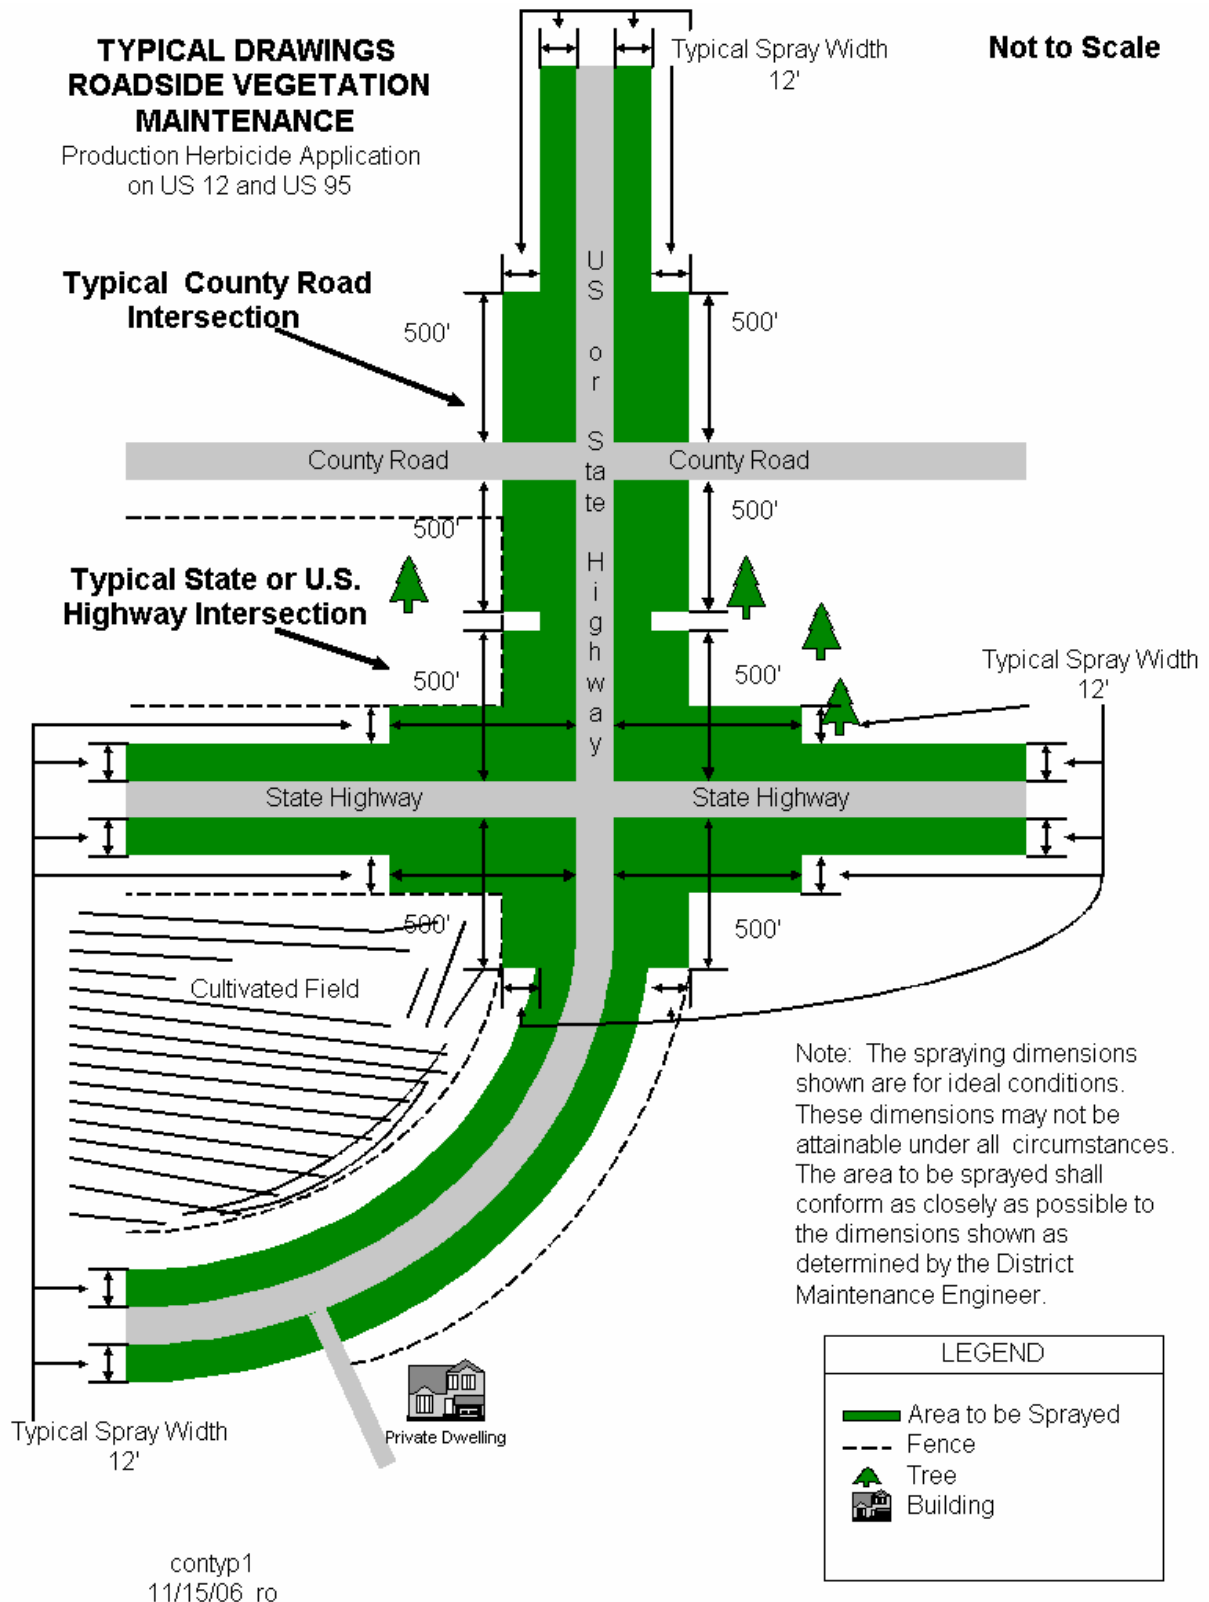 TYPICAL DRAWINGS
ROADSIDE VEGETATION
MAINTENANCE
Production Herbicide Application
on US 12 and US 95
Typical Spray Width
12'
Not to Scale
Typical County Road
Intersection
500'
500'
US or State Highway
County Road
County Road
500'
500'
Typical State or U.S.
Highway Intersection
500'
500'
Typical Spray Width
12'
State Highway
State Highway
500'
500'
Cultivated Field
Note: The spraying dimensions
shown are for ideal conditions.
These dimensions may not be
attainable under all circumstances.
The area to be sprayed shall
conform as closely as possible to
the dimensions shown as
determined by the District
Maintenance Engineer.
LEGEND
Area to be Sprayed
Fence
Tree
Building
Private Dwelling
Typical Spray Width
12'
contyp1
11/15/06 ro